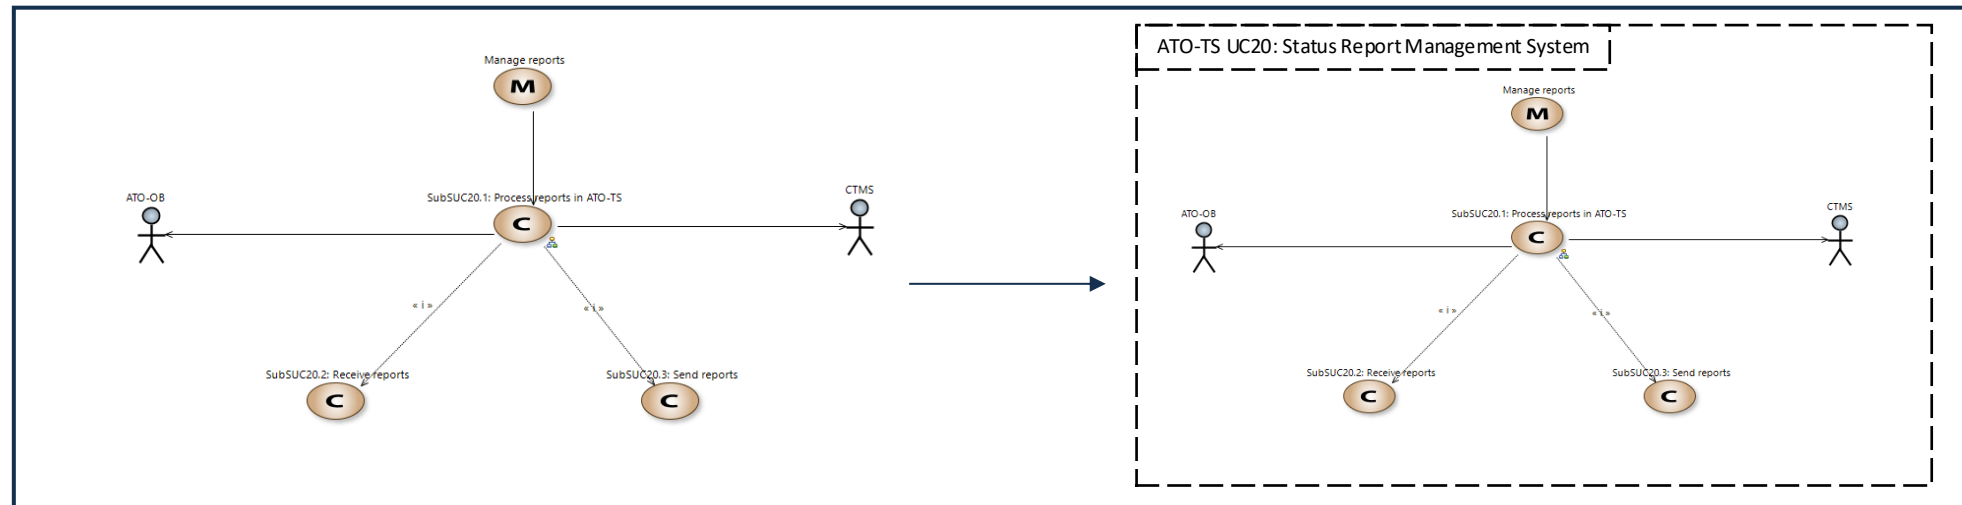 Manage reports
M
ATO-OB
SubSUC20.1: Process reports in ATO-TS
C
CTMS
« i »
« i »
SubSUC20.2: Receive reports
C
SubSUC20.3: Send reports
C
ATO-TS UC20: Status Report Management System
Manage reports
M
ATO-OB
SubSUC20.1: Process reports in ATO-TS
C
CTMS
« i »
« i »
SubSUC20.2: Receive reports
C
SubSUC20.3: Send reports
C